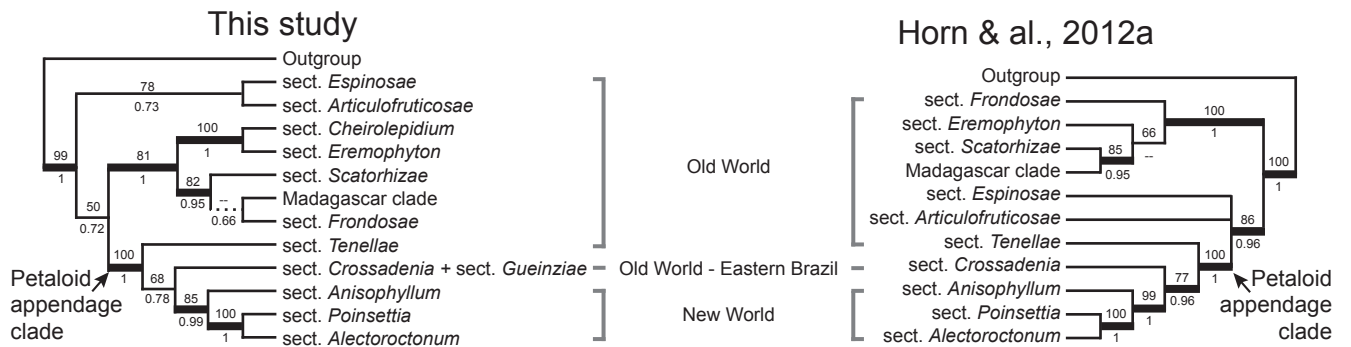 This study
Outgroup
78
sect. Espinosae
0.73
sect. Articulofruticosae
100
sect. Cheirolepidium
99
81
1
sect. Eremophyton
1
1
82
sect. Scatorhizae
50
0.95
--
Madagascar clade
0.72
0.66
sect. Frondosae
100
sect. Tenellae
1
68
sect. Crossadenia + sect. Gueinziae
0.78
85
sect. Anisophyllum
0.99
100
sect. Poinsettia
1
sect. Alectoroctonum
Petaloid
appendage
clade
Old World
Old World - Eastern Brazil
New World
Horn & al., 2012a
Outgroup
sect. Frondosae
100
sect. Eremophyton
66
1
sect. Scatorhizae
85
--
100
Madagascar clade
0.95
1
sect. Espinosae
86
sect. Articulofruticosae
0.96
sect. Tenellae
100
1
sect. Crossadenia
77
0.96
sect. Anisophyllum
99
1
sect. Poinsettia
100
1
sect. Alectoroctonum
Petaloid
appendage
clade